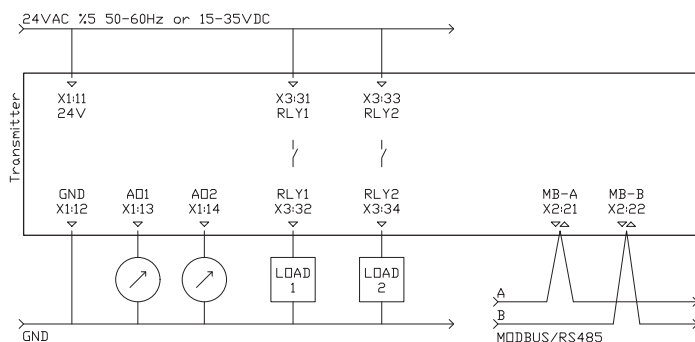 24VAC %5 50-60Hz or 15-35VDC
Transmitter
X1:11
24V
X3:31
RLY1
X3:33
RLY2
GND
X1:12
AO1
X1:13
AO2
X1:14
RLY1
X3:32
RLY2
X3:34
MB-A
X2:21
MB-B
X2:22
LOAD
1
LOAD
2
A
B
GND
MODBUS/RS485